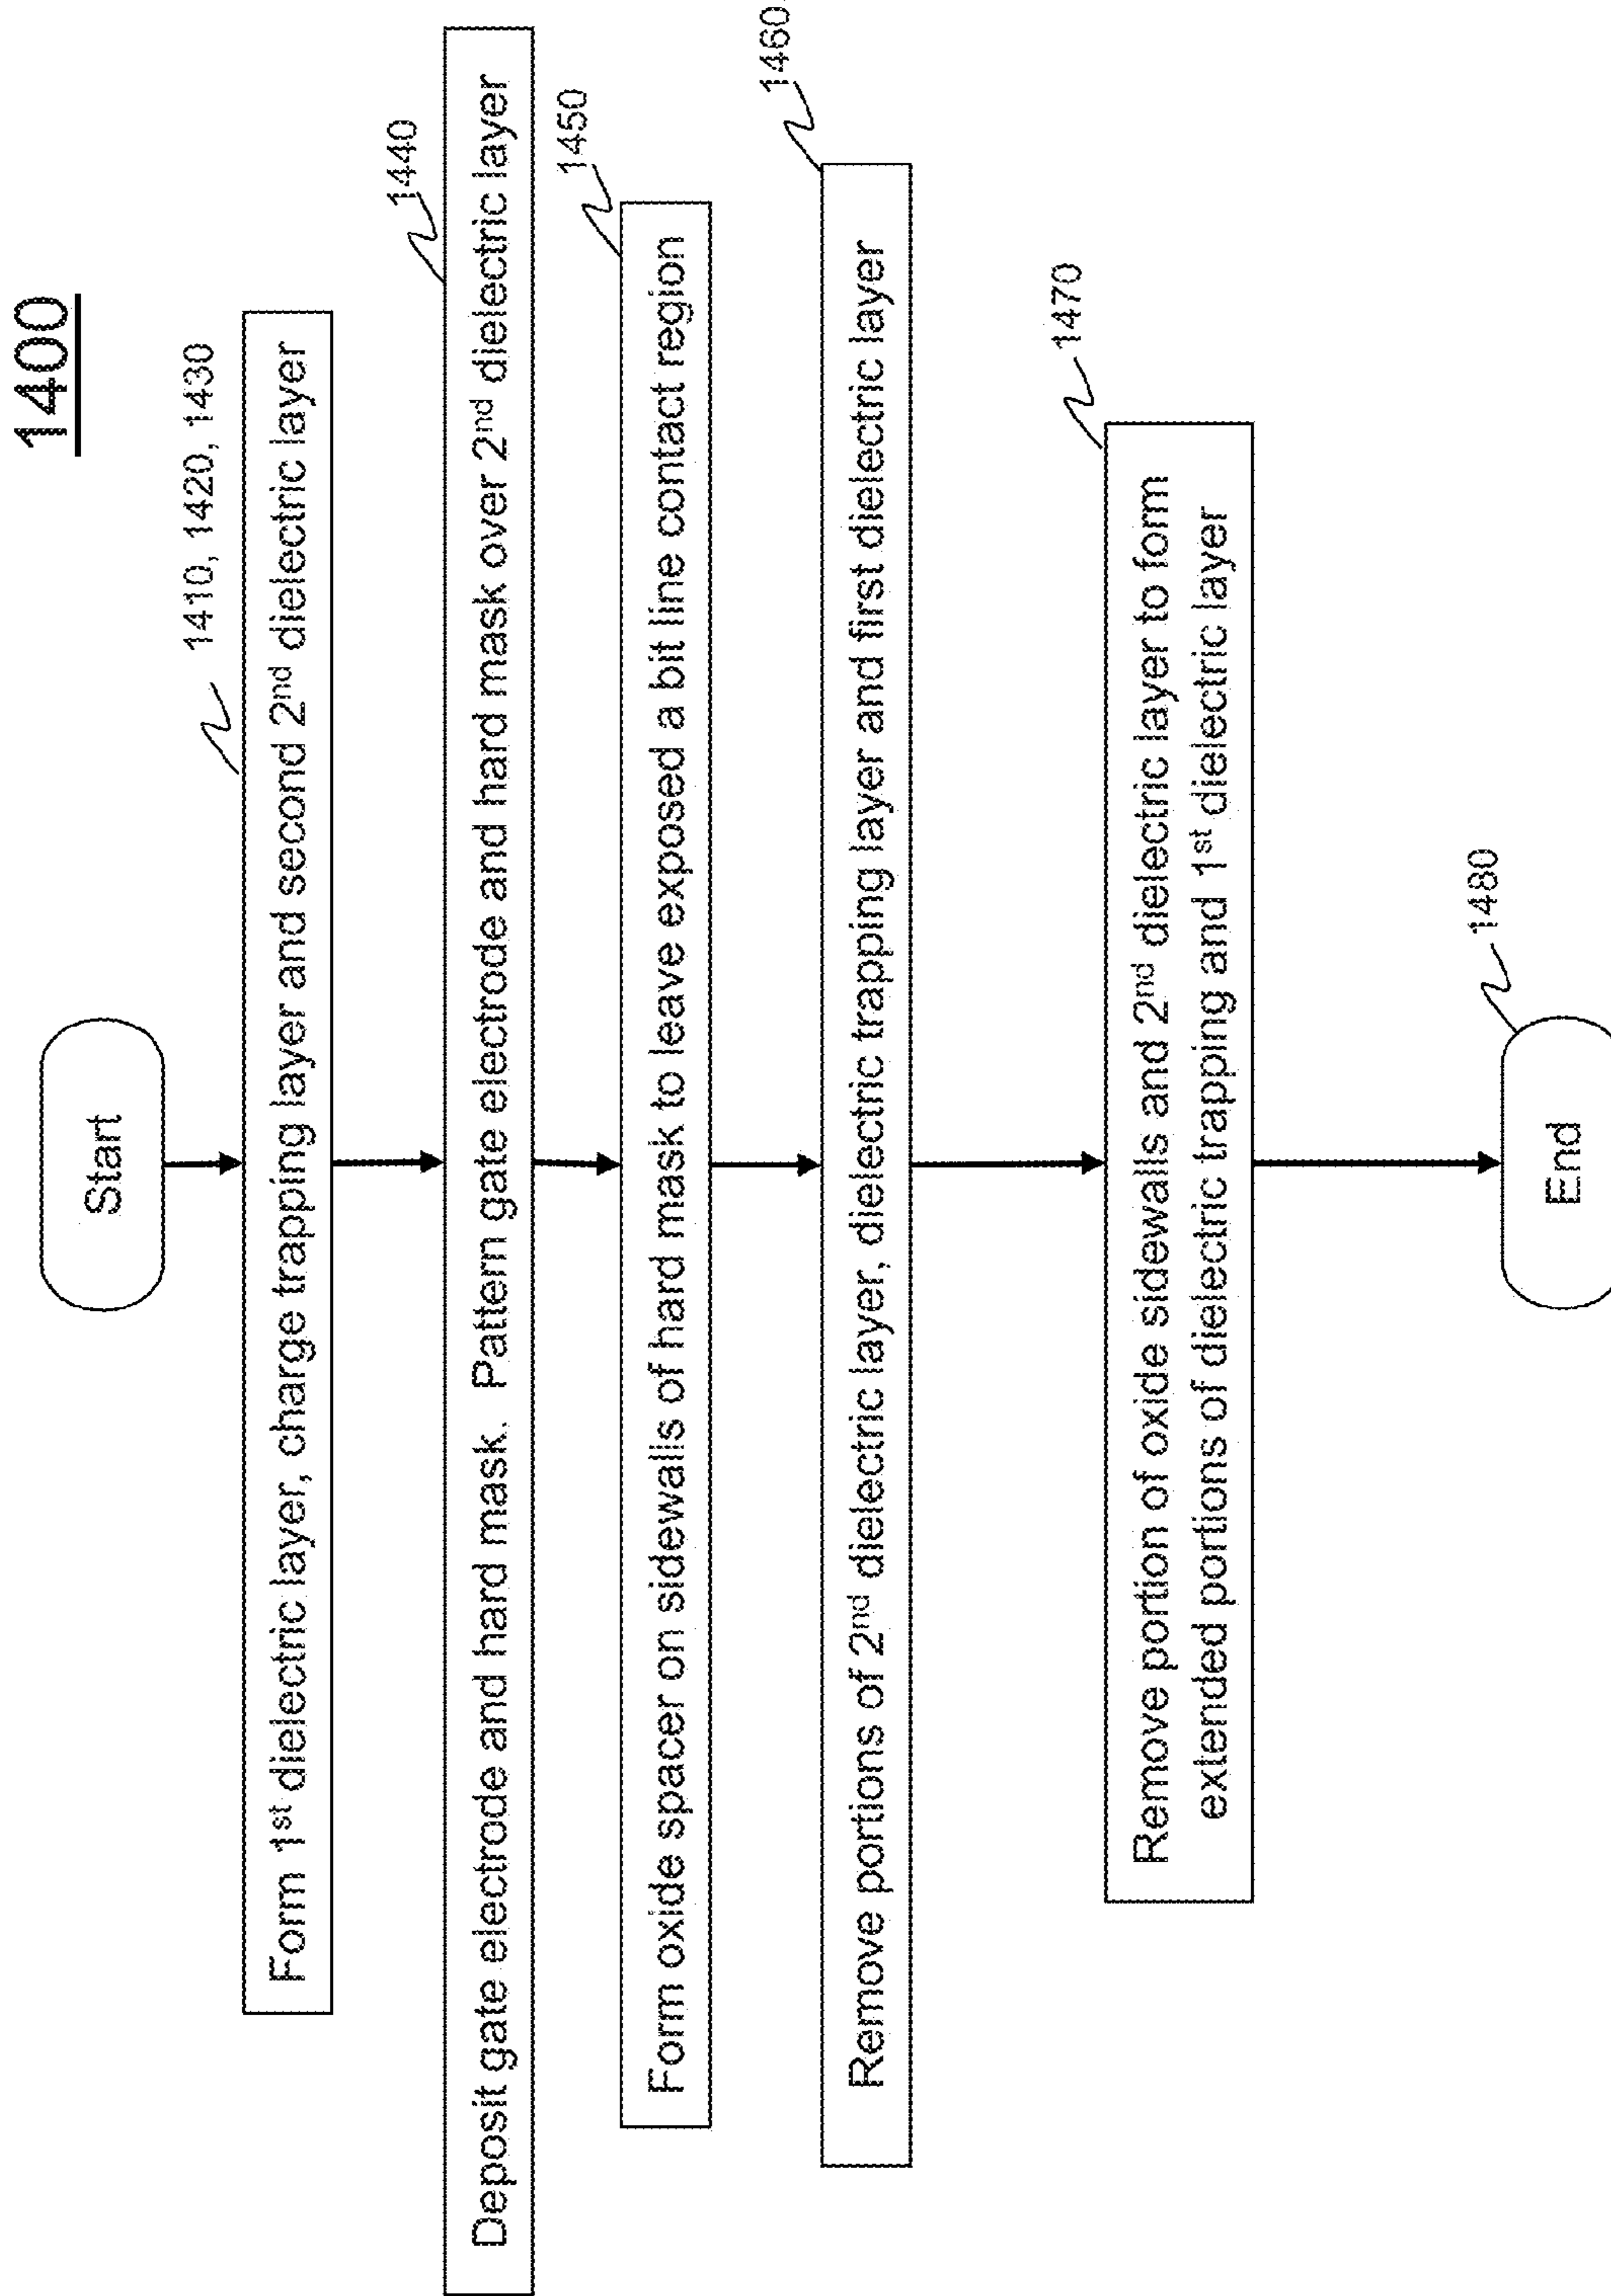 1400
Start
1410, 1420, 1430
Form 1st dielectric layer, charge trapping layer and second 2nd dielectric layer
1440
Deposit gate electrode and hard mask. Pattern gate electrode and hard mask over 2nd dielectric layer
1450
Form oxide spacer on sidewalls of hard mask to leave exposed a bit line contact region
1460
Remove portions of 2nd dielectric layer, dielectric trapping layer and first dielectric layer
1470
Remove portion of oxide sidewalls and 2nd dielectric layer to form
extended portions of dielectric trapping and 1st dielectric layer
1480
End